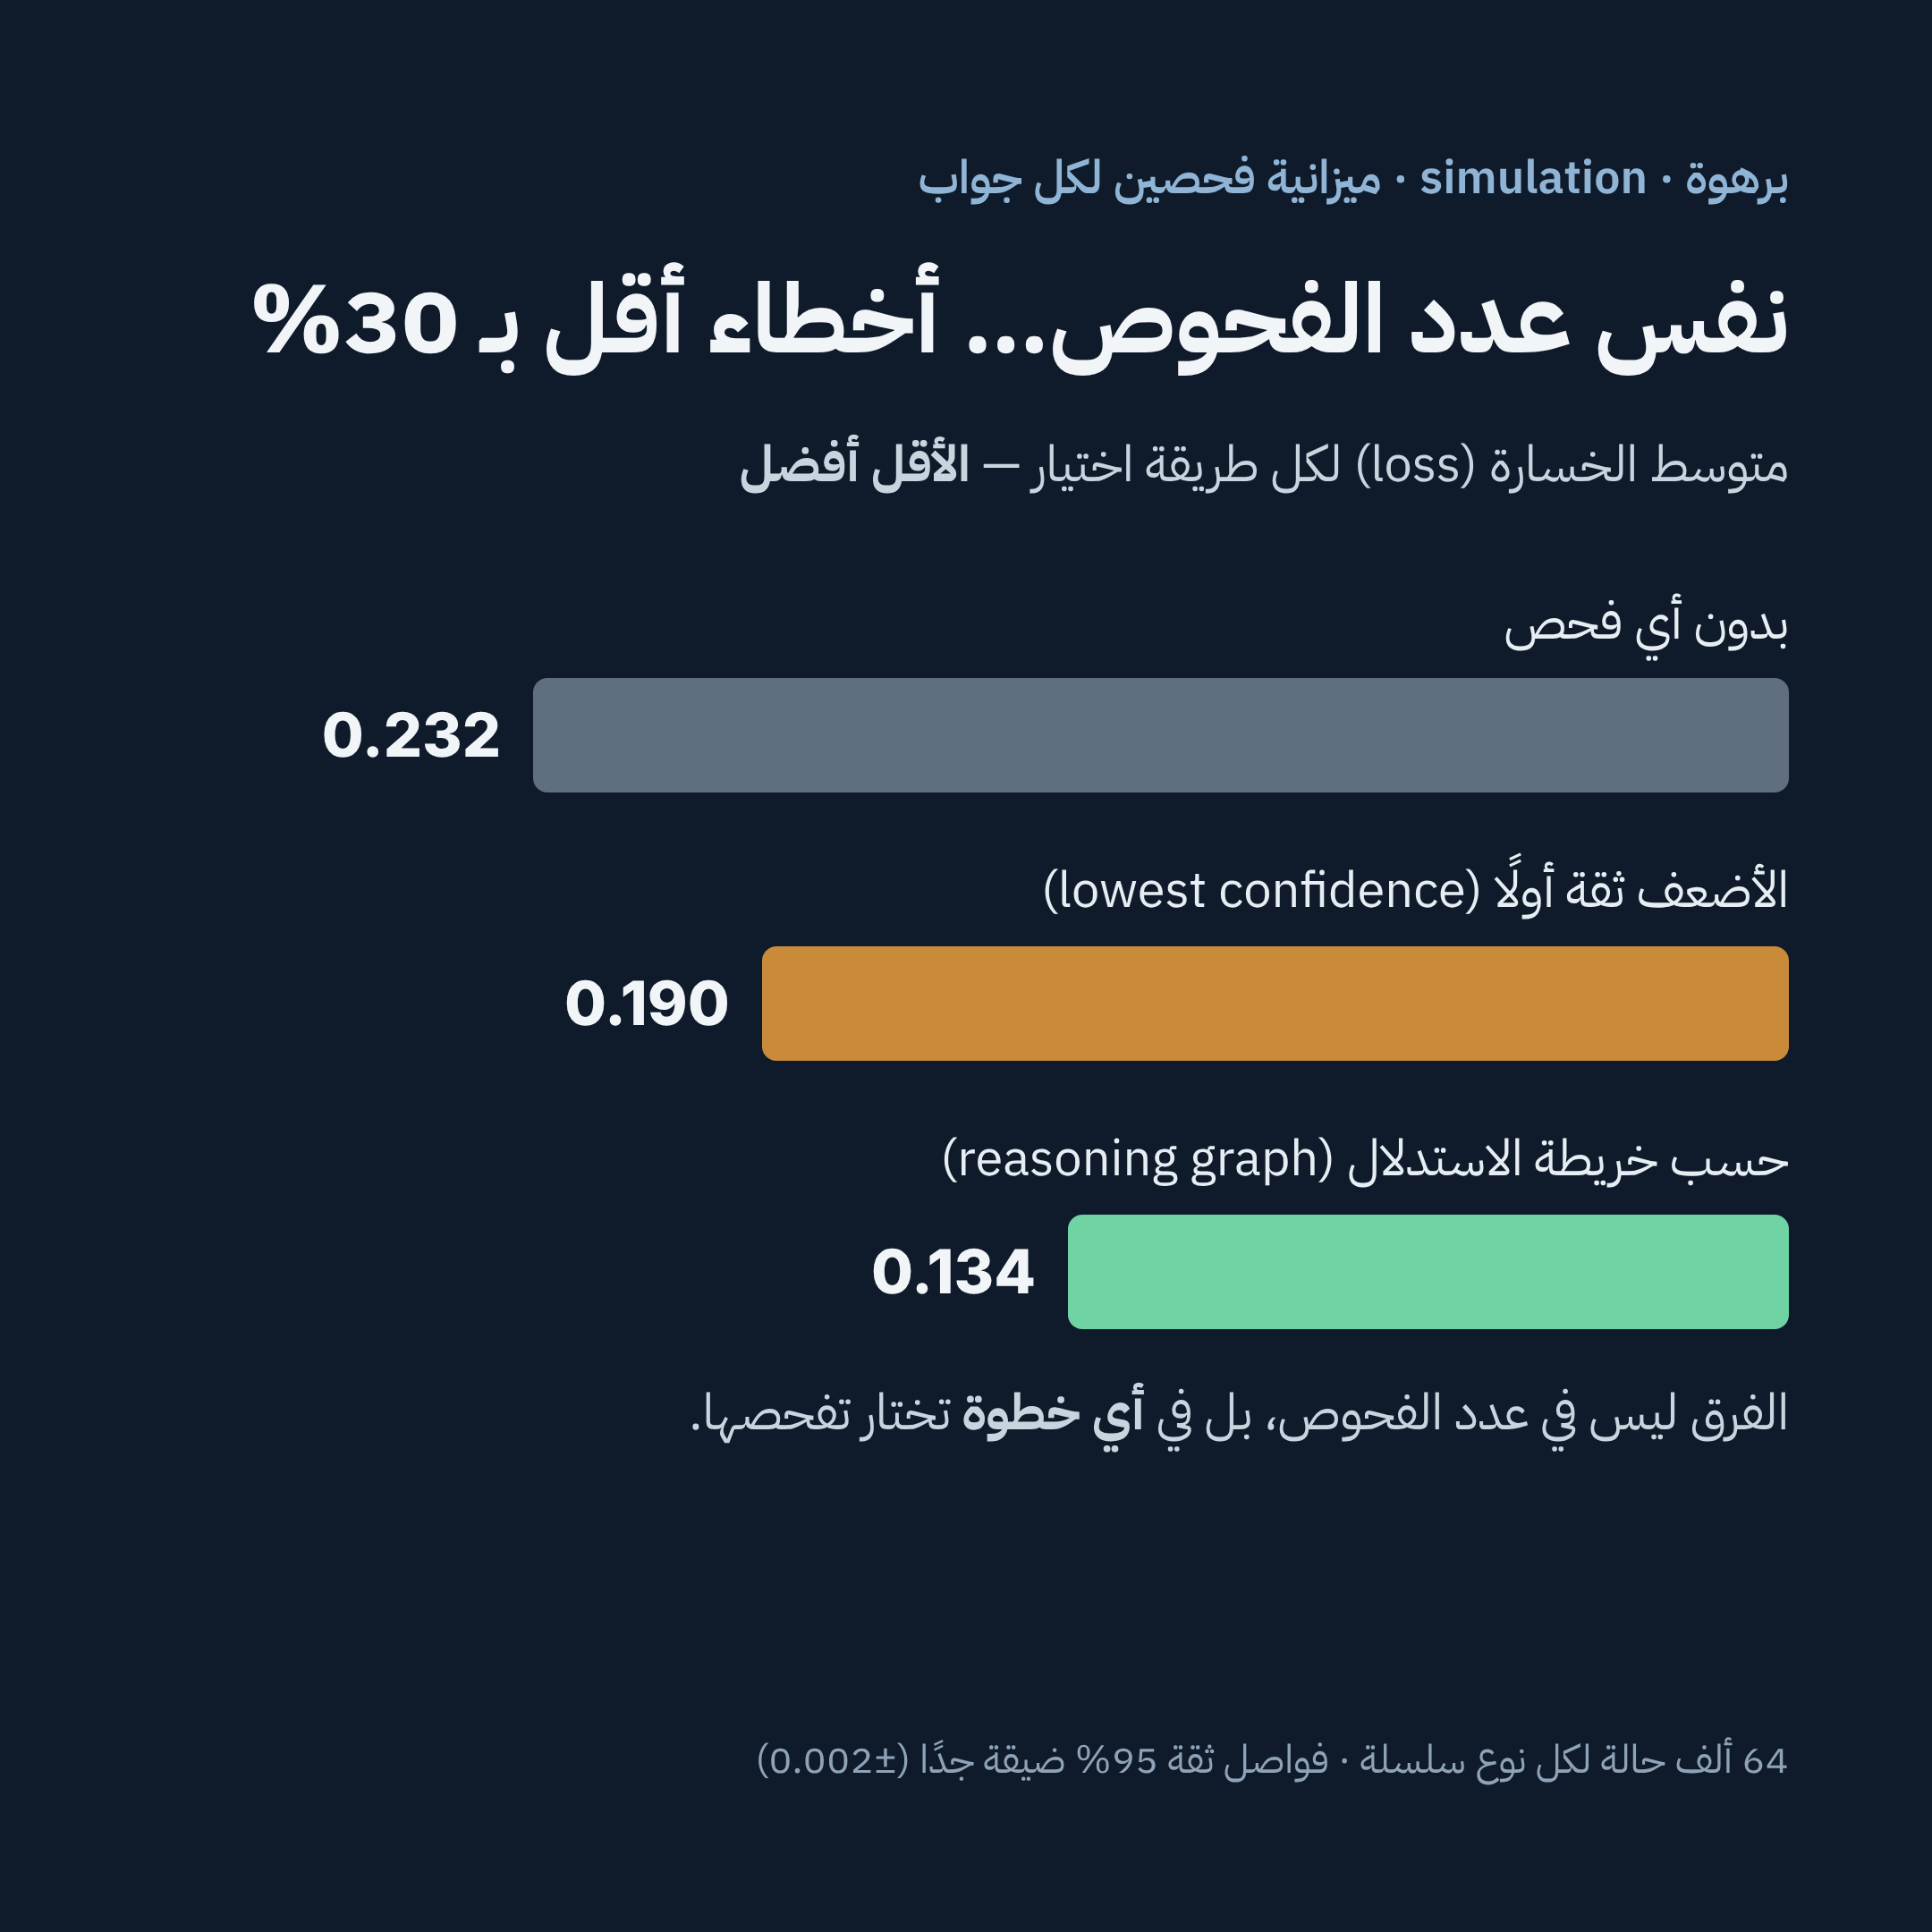 برهوة · simulation · ميزانية فحصين لكل جواب
نفس عدد الفحوص... أخطاء أقل بـ 30%
متوسط الخسارة (loss) لكل طريقة اختيار — الأقل أفضل
بدون أي فحص
0.232
الأضعف ثقة أولًا (lowest confidence)
0.190
حسب خريطة الاستدلال (reasoning graph)
0.134
الفرق ليس في عدد الفحوص، بل في أي خطوة تختار تفحصها.
64 ألف حالة لكل نوع سلسلة · فواصل ثقة 95% ضيقة جدًا (±0.002)